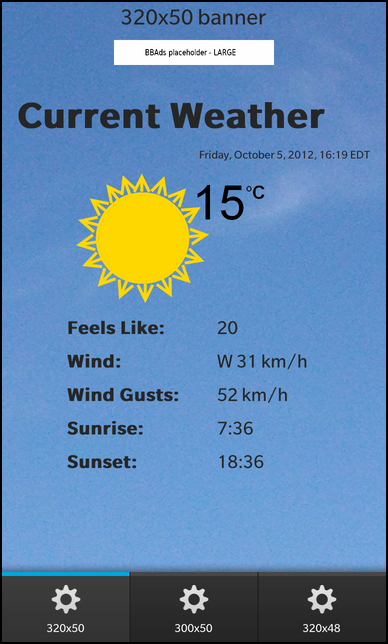 320x50 banner
BBAds placeholder - LARGE
Current Weather
Friday, October 5, 2012, 16:19 EDT
15°C
Feels Like: 20
Wind: W 31 km/h
Wind Gusts: 52 km/h
Sunrise: 7:36
Sunset: 18:36
320x50 300x50 320x48